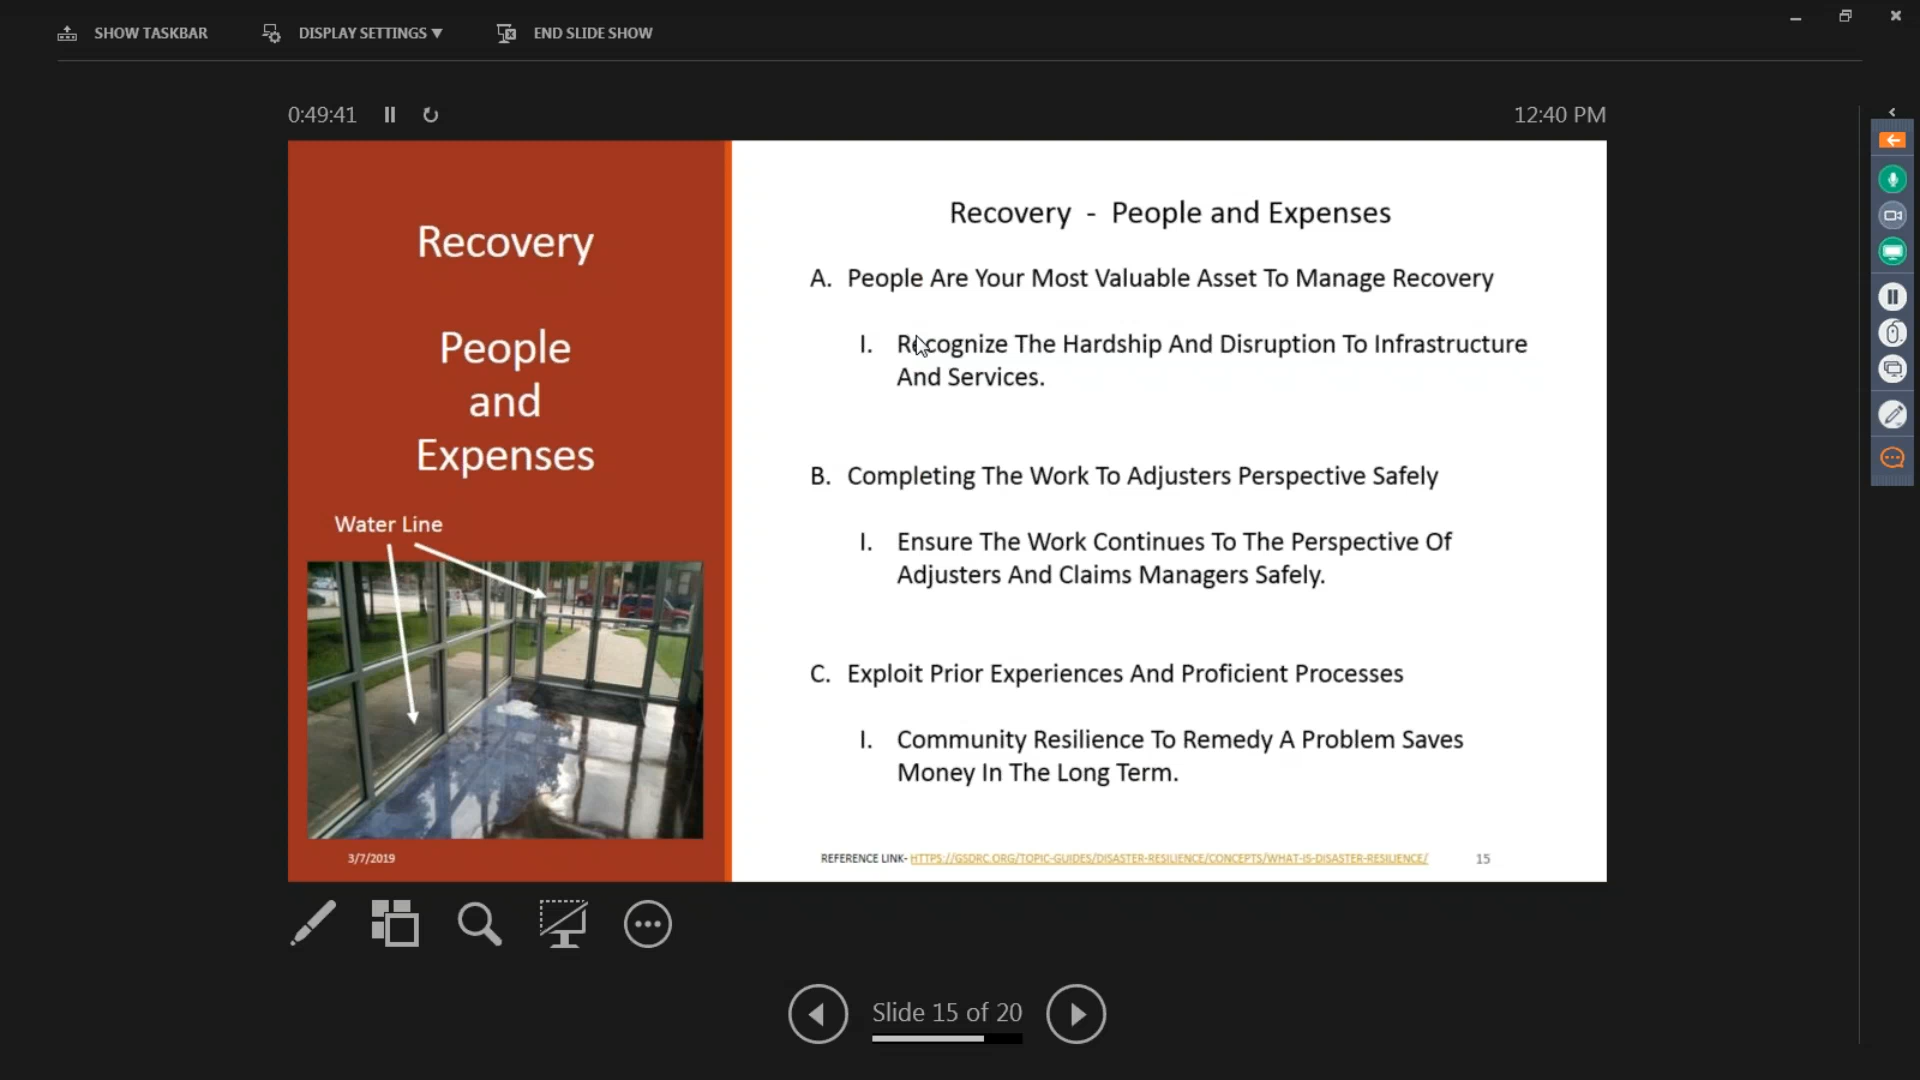 SHOW TASKBAR
DISPLAY SETTINGS ▼
END SLIDE SHOW
0:49:41
12:40 PM
Recovery
People
and
Expenses
Water Line
3/7/2019
Recovery - People and Expenses
A. People Are Your Most Valuable Asset To Manage Recovery
I. Recognize The Hardship And Disruption To Infrastructure
And Services.
B. Completing The Work To Adjusters Perspective Safely
I. Ensure The Work Continues To The Perspective Of
Adjusters And Claims Managers Safely.
C. Exploit Prior Experiences And Proficient Processes
I. Community Resilience To Remedy A Problem Saves
Money In The Long Term.
REFERENCE LINK- HTTPS://GSDRC.ORG/TOPIC-GUIDES/DISASTER-RESILIENCE/CONCEPTS/WHAT-IS-DISASTER-RESILIENCE/
15
Slide 15 of 20